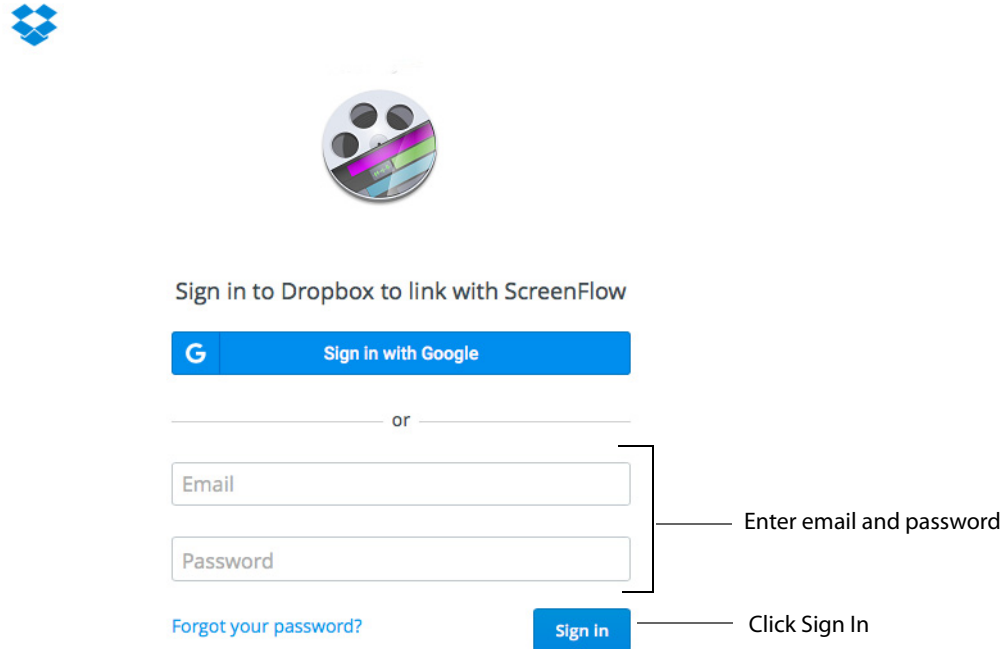 Sign in to Dropbox to link with ScreenFlow
G Sign in with Google
or
Email
Enter email and password
Password
Forgot your password?
Sign in
Click Sign In